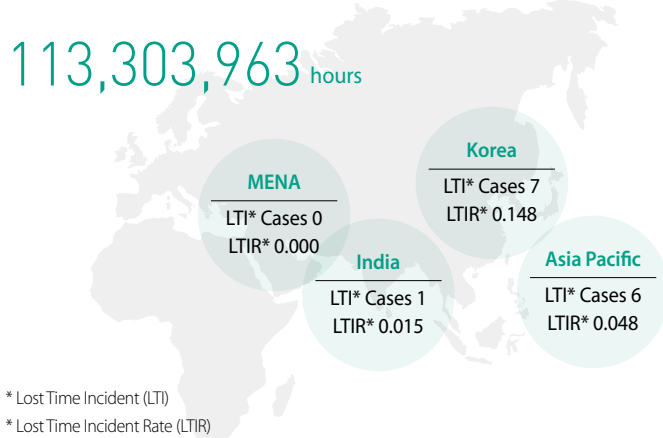 113,303,963 hours
Korea
LTI* Cases 7
LTIR* 0.148
MENA
LTI* Cases 0
LTIR* 0.000
India
LTI* Cases 1
LTIR* 0.015
Asia Pacific
LTI* Cases 6
LTIR* 0.048
* Lost Time Incident (LTI)
* Lost Time Incident Rate (LTIR)